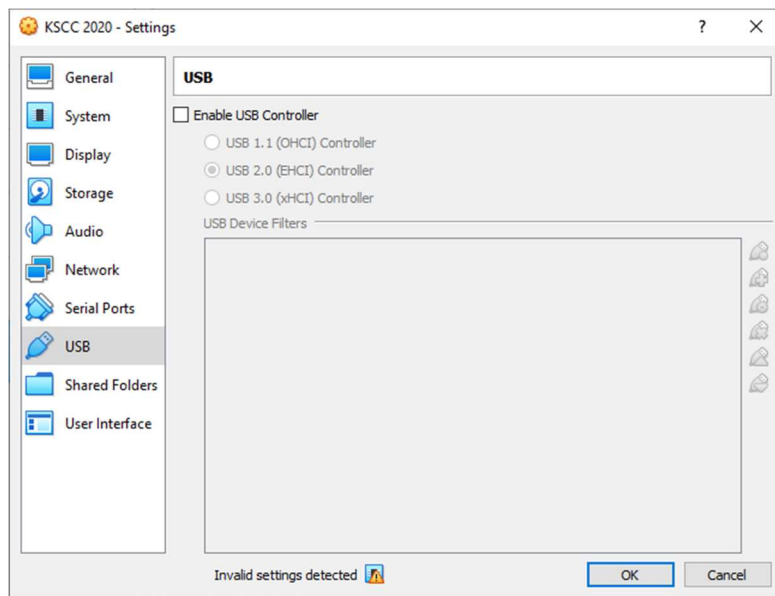 KSCC 2020 - Settings
?
General
System
Display
Storage
Audio
Network
Serial Ports
USB
Shared Folders
User Interface
USB
Enable USB Controller
USB 1.1 (OHCI) Controller
USB 2.0 (EHCI) Controller
USB 3.0 (xHCI) Controller
USB Device Filters
Invalid settings detected
OK
Cancel